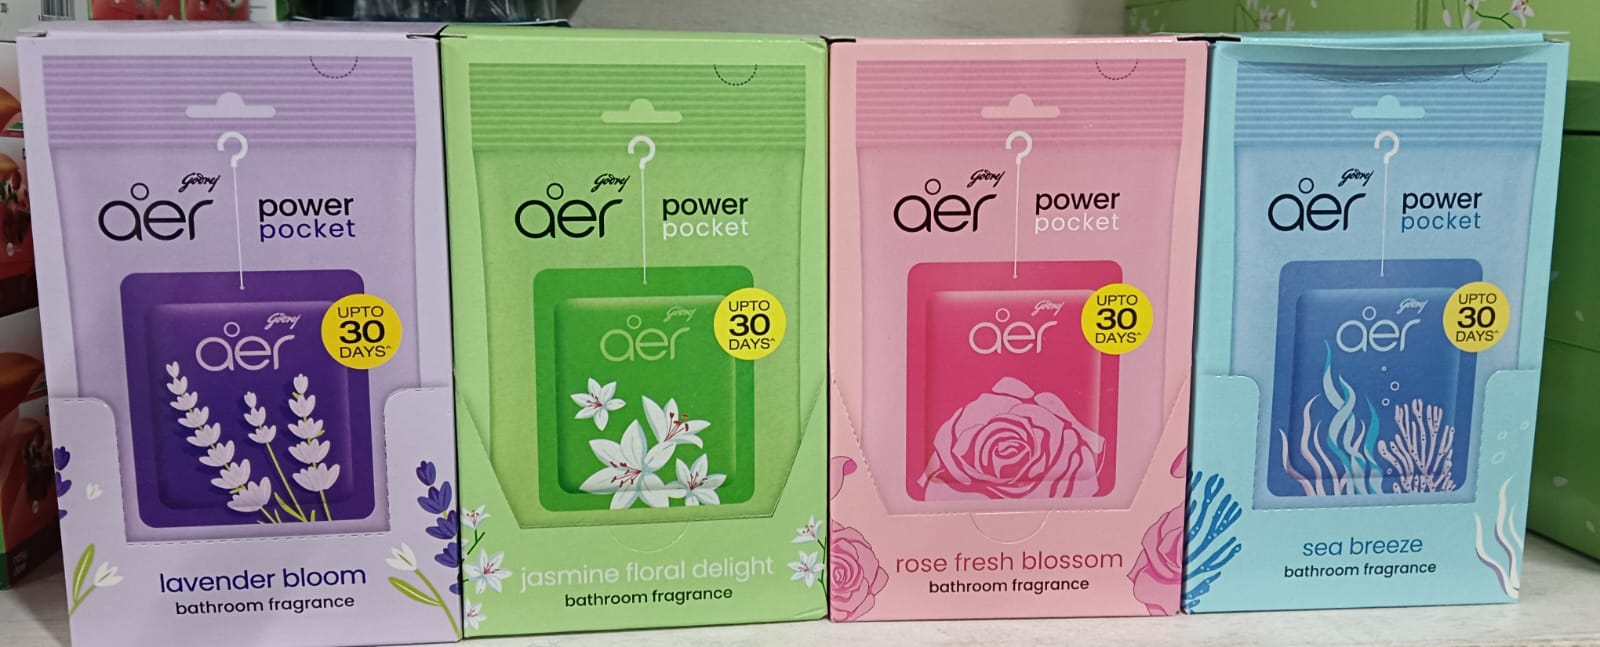 Godrej
aer
power
pocket
Godrej
aer
UPTO
30
DAYS^
lavender bloom
bathroom fragrance
Godrej
aer
power
pocket
Godrej
aer
UPTO
30
DAYS^
jasmine floral delight
bathroom fragrance
Godrej
aer
power
pocket
Godrej
aer
UPTO
30
DAYS^
rose fresh blossom
bathroom fragrance
Godrej
aer
power
pocket
Godrej
aer
UPTO
30
DAYS^
sea breeze
bathroom fragrance